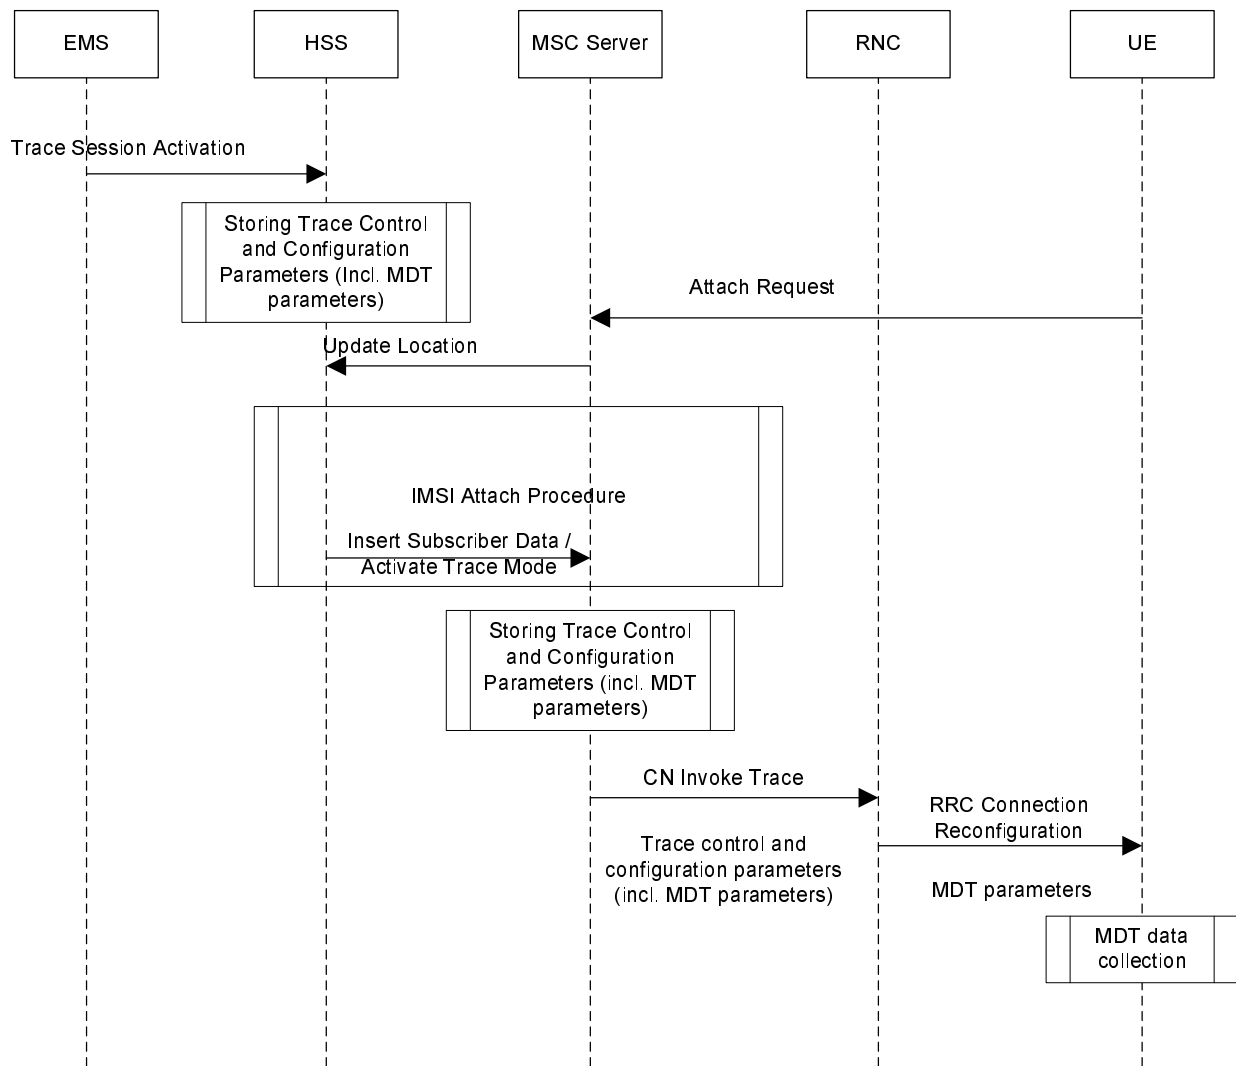 EMS
HSS
MSC Server
RNC
UE
Trace Session Activation
Storing Trace Control
and Configuration
Parameters (Incl. MDT
parameters)
Attach Request
Update Location
IMSI Attach Procedure
Insert Subscriber Data /
Activate Trace Mode
Storing Trace Control
and Configuration
Parameters (incl. MDT
parameters)
CN Invoke Trace
RRC Connection
Reconfiguration
Trace control and
configuration parameters
(incl. MDT parameters)
MDT parameters
MDT data
collection